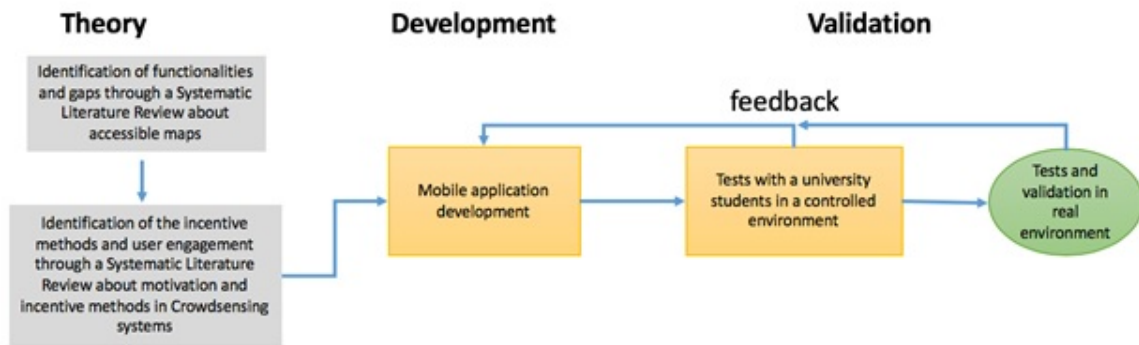 Theory
Development
Validation
Identification of functionalities
and gaps through a Systematic
Literature Review about
accessible maps
feedback
Identification of the incentive
methods and user engagement
through a Systematic Literature
Review about motivation and
incentive methods in Crowdsensing
systems
Mobile application
development
Tests with a university
students in a controlled
environment
Tests and
validation in
real
environment